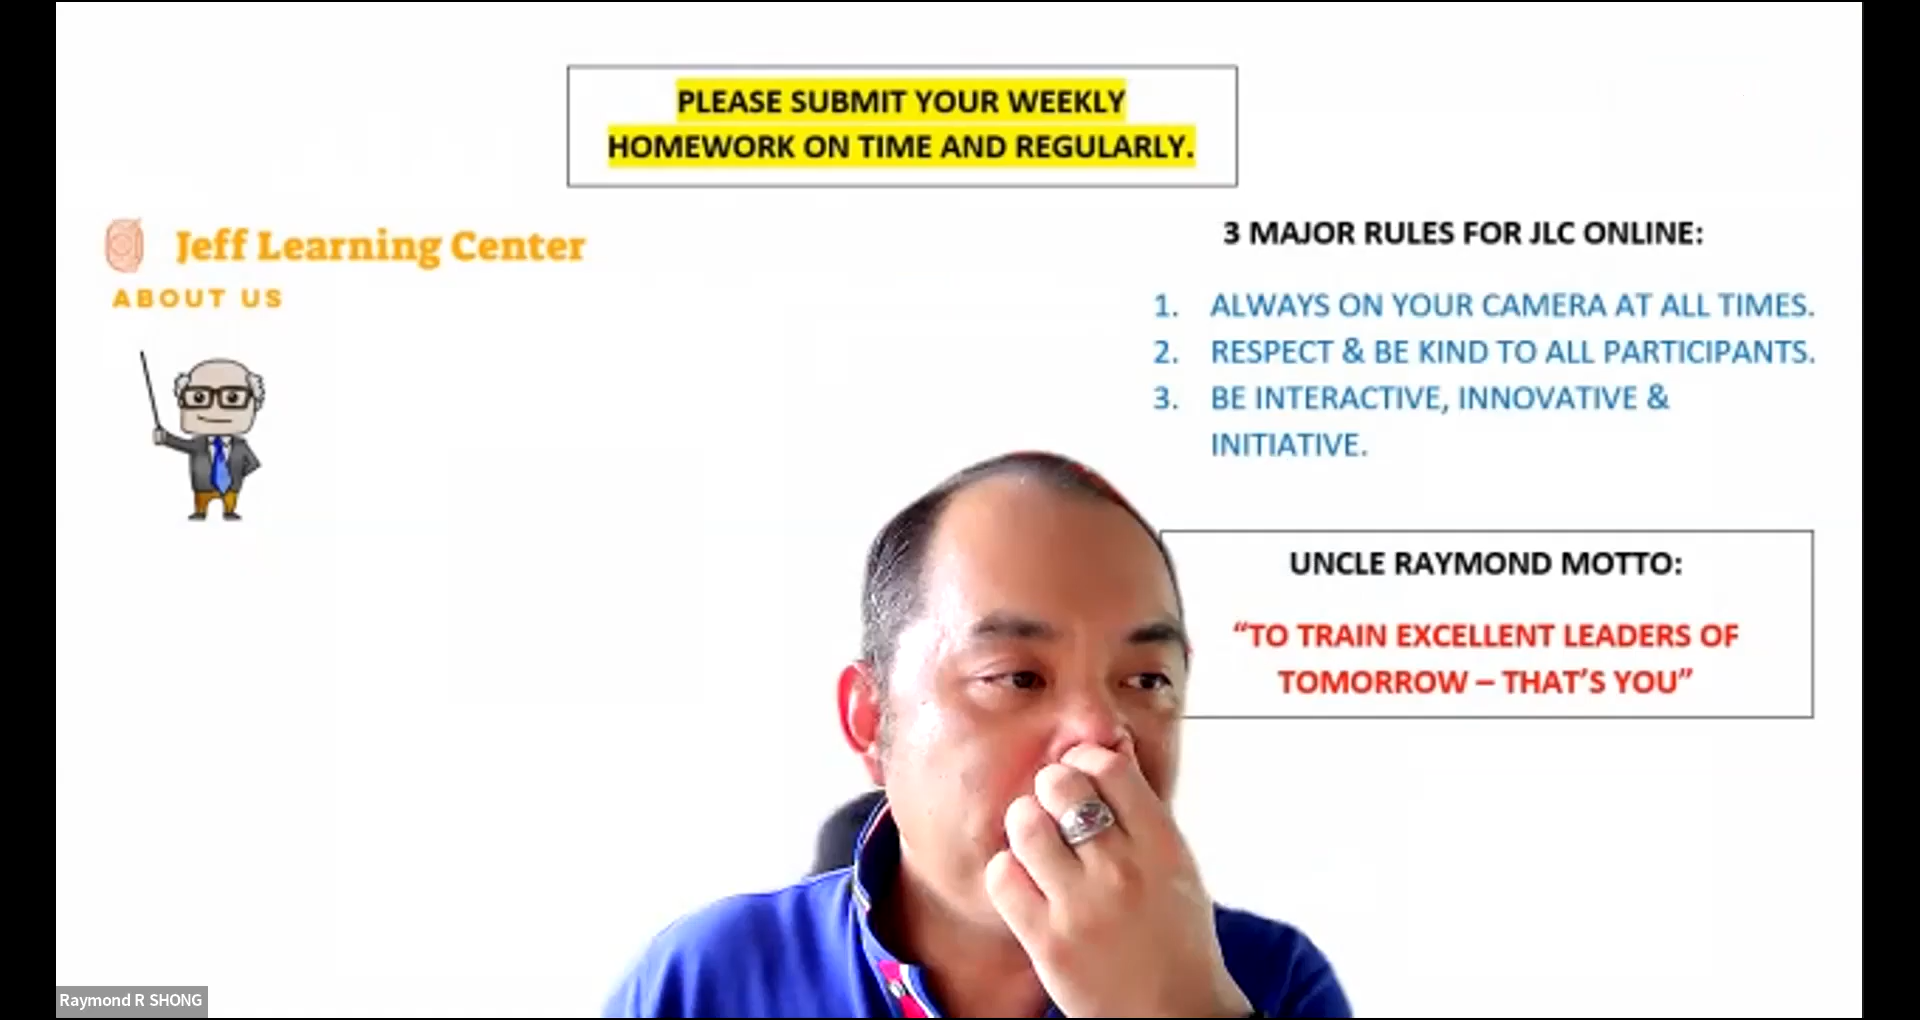 PLEASE SUBMIT YOUR WEEKLY
HOMEWORK ON TIME AND REGULARLY.
Jeff Learning Center
ABOUT US
3 MAJOR RULES FOR JLC ONLINE:
1. ALWAYS ON YOUR CAMERA AT ALL TIMES.
2. RESPECT & BE KIND TO ALL PARTICIPANTS.
3. BE INTERACTIVE, INNOVATIVE &
INITIATIVE.
UNCLE RAYMOND MOTTO:
“TO TRAIN EXCELLENT LEADERS OF
TOMORROW – THAT’S YOU”
Raymond R SHONG